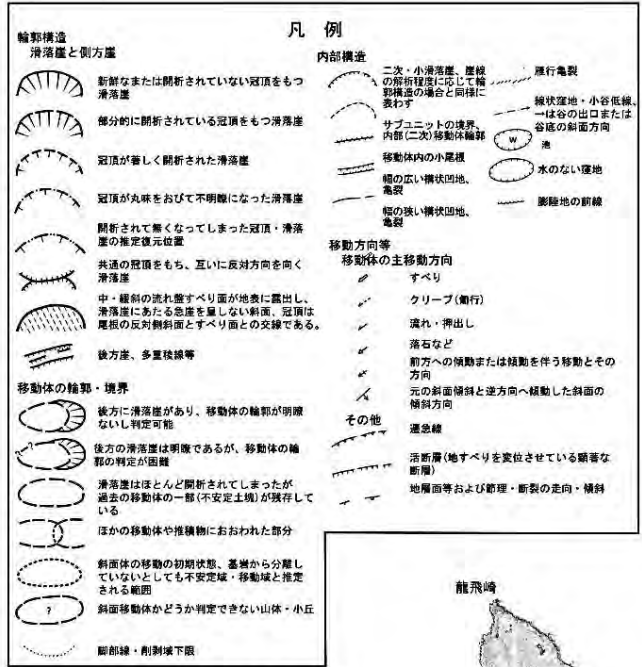 凡 例
輪郭構造
滑落崖と側方崖
新鮮なまたは開析されていない冠頂をもつ
滑落崖
部分的に開析されている冠頂をもつ滑落崖
冠頂が著しく開析された滑落崖
冠頂が丸味をおびて不明瞭になった滑落崖
開析されて無くなってしまった冠頂・滑落
崖の推定復元位置
共通の冠頂をもち、互いに反対方向を向く
滑落崖
中・緩斜の流れ盤すべり面が地表に露出し、
滑落崖にあたる急崖を呈しない斜面、冠頂は
尾根の反対側斜面とすべり面との交線である。
後方崖、多重稜線等
移動体の輪郭・境界
後方に滑落崖があり、移動体の輪郭が明瞭
ないし判定可能
後方の滑落崖は明瞭であるが、移動体の輪
郭の判定が困難
滑落崖はほとんど開析されてしまったが
過去の移動体の一部(不安定土塊)が残存して
いる
ほかの移動体や堆積物におおわれた部分
斜面体の移動の初期状態、基岩から分離し
ていないとしても不安定域・移動域と推定
される範囲
?
斜面移動体かどうか判定できない山体・小丘
脚部線・削剥域下限
内部構造
二次・小滑落崖、崖線
の解析程度に応じて輪
郭構造の場合と同様に
表わす
サブユニットの境界、
内部(二次)移動体輪郭
移動体内の小尾根
幅の広い横状凹地、
亀裂
幅の狭い横状凹地、
亀裂
雁行亀裂
線状窪地・小谷低線、
→は谷の出口または
谷底の斜面方向
W
池
水のない窪地
膨隆地の前線
移動方向等
移動体の主移動方向
すべり
クリープ(匍行)
流れ・押出し
落石など
前方への傾動または傾動を伴う移動とその
方向
元の斜面傾斜と逆方向へ傾動した斜面の
傾斜方向
その他
遷急線
活断層(地すべりを変位させている顕著な
断層)
地層面等および節理・断裂の走向・傾斜
龍飛崎